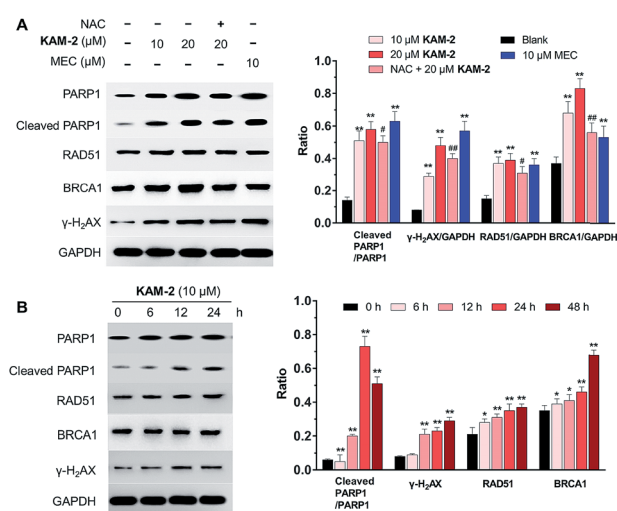 A
NAC – – – + –
KAM-2 (μM) – 10 20 20 –
MEC (μM) – – – – 10
PARP1
Cleaved PARP1
RAD51
BRCA1
γ-H₂AX
GAPDH
10 μM KAM-2
20 μM KAM-2
NAC + 20 μM KAM-2
Blank
10 μM MEC
Ratio
1.0
0.8
0.6
0.4
0.2
0.0
** ** # **
** ** ## **
** ** # **
** ** ## **
Cleaved
PARP1
/PARP1
γ-H₂AX/GAPDH
RAD51/GAPDH
BRCA1/GAPDH
B
KAM-2 (10 μM)
0 6 12 24 h
PARP1
Cleaved PARP1
RAD51
BRCA1
γ-H₂AX
GAPDH
0 h 6 h 12 h 24 h 48 h
Ratio
1.0
0.8
0.6
0.4
0.2
0.0
** ** ** **
** ** **
* ** ** **
* * ** **
Cleaved
PARP1
/PARP1
γ-H₂AX
RAD51
BRCA1